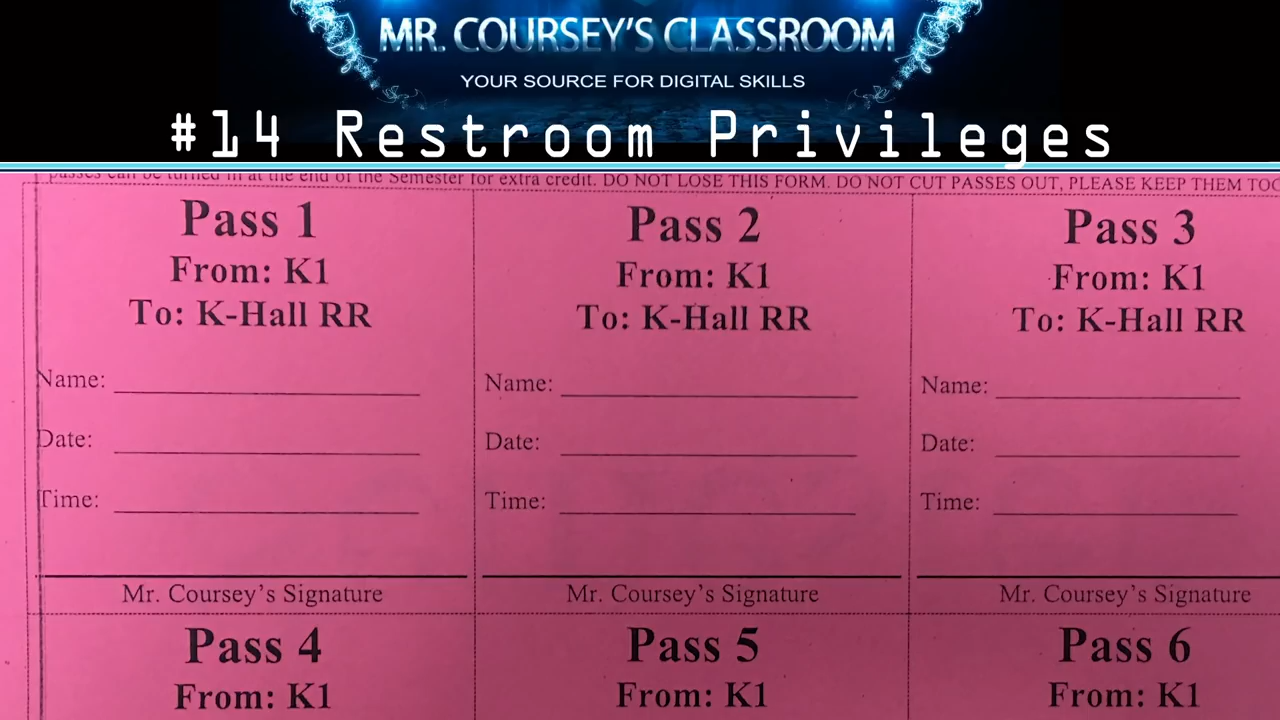 MR. COURSEY'S CLASSROOM
YOUR SOURCE FOR DIGITAL SKILLS
#14 Restroom Privileges
passes can be turned in at the end of the Semester for extra credit. DO NOT LOSE THIS FORM. DO NOT CUT PASSES OUT, PLEASE KEEP THEM
Pass 1
From: K1
To: K-Hall RR
Name:
Date:
Time:
Mr. Coursey's Signature
Pass 2
From: K1
To: K-Hall RR
Name:
Date:
Time:
Mr. Coursey's Signature
Pass 3
From: K1
To: K-Hall RR
Name:
Date:
Time:
Mr. Coursey's Signature
Pass 4
From: K1
Pass 5
From: K1
Pass 6
From: K1